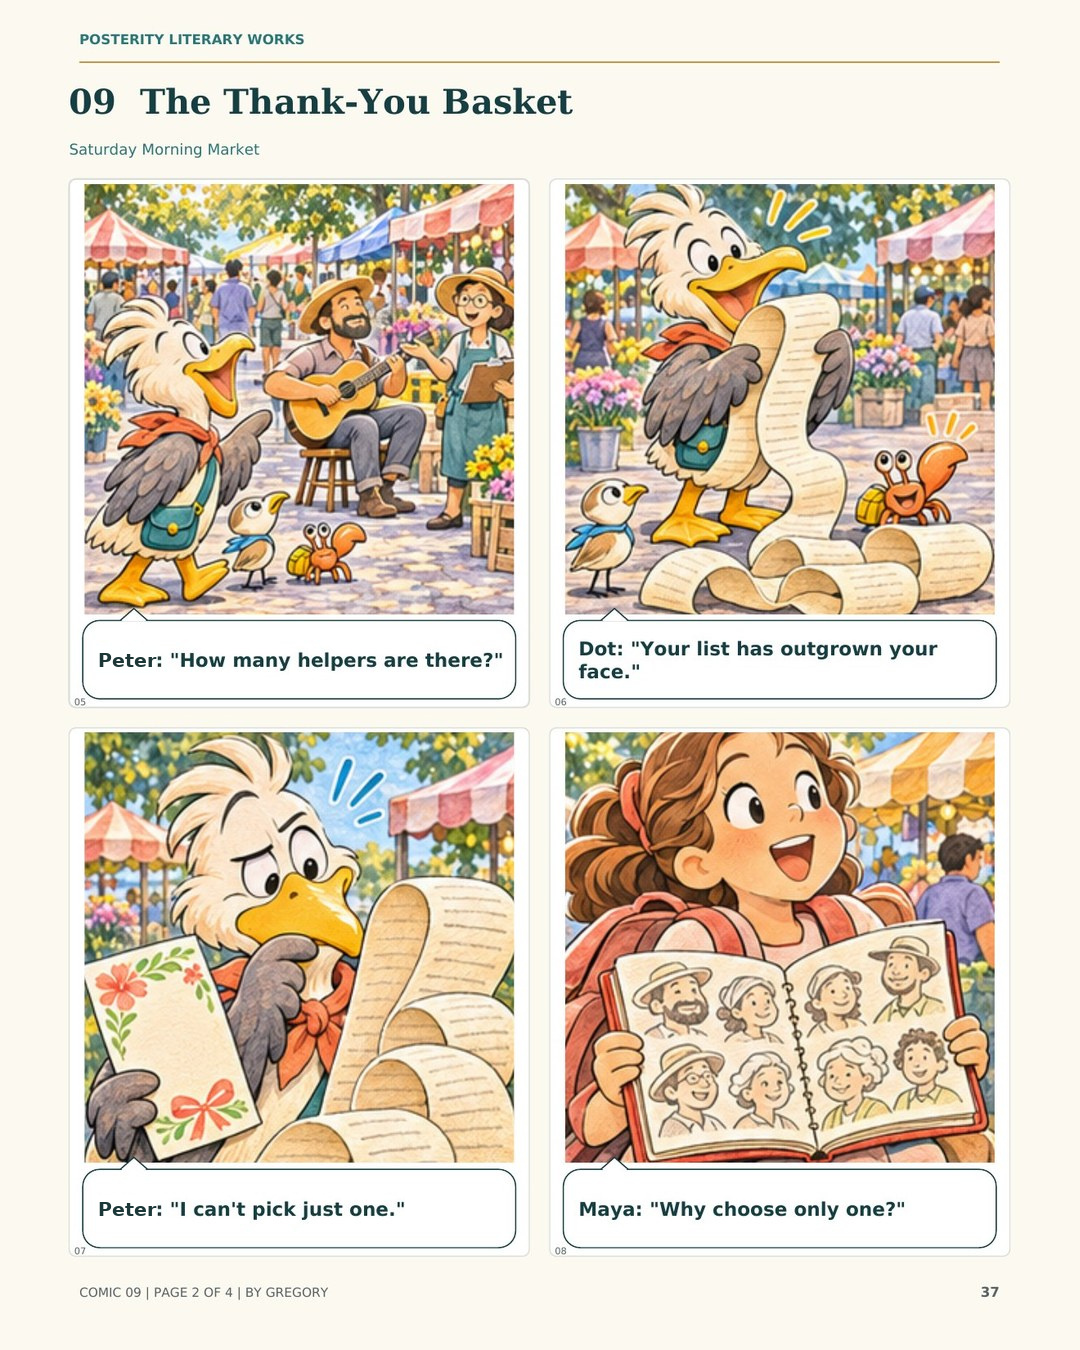 POSTERITY LITERARY WORKS
09 The Thank-You Basket
Saturday Morning Market
Peter: "How many helpers are there?"
05
Dot: "Your list has outgrown your
face."
06
Peter: "I can't pick just one."
07
Maya: "Why choose only one?"
08
COMIC 09 | PAGE 2 OF 4 | BY GREGORY
37